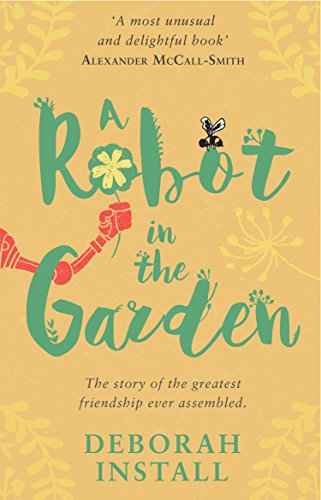 ‘A most unusual
and delightful book’
Alexander McCall-Smith
A
Robot
in
the
Garden
The story of the greatest
friendship ever assembled.
DEBORAH
INSTALL